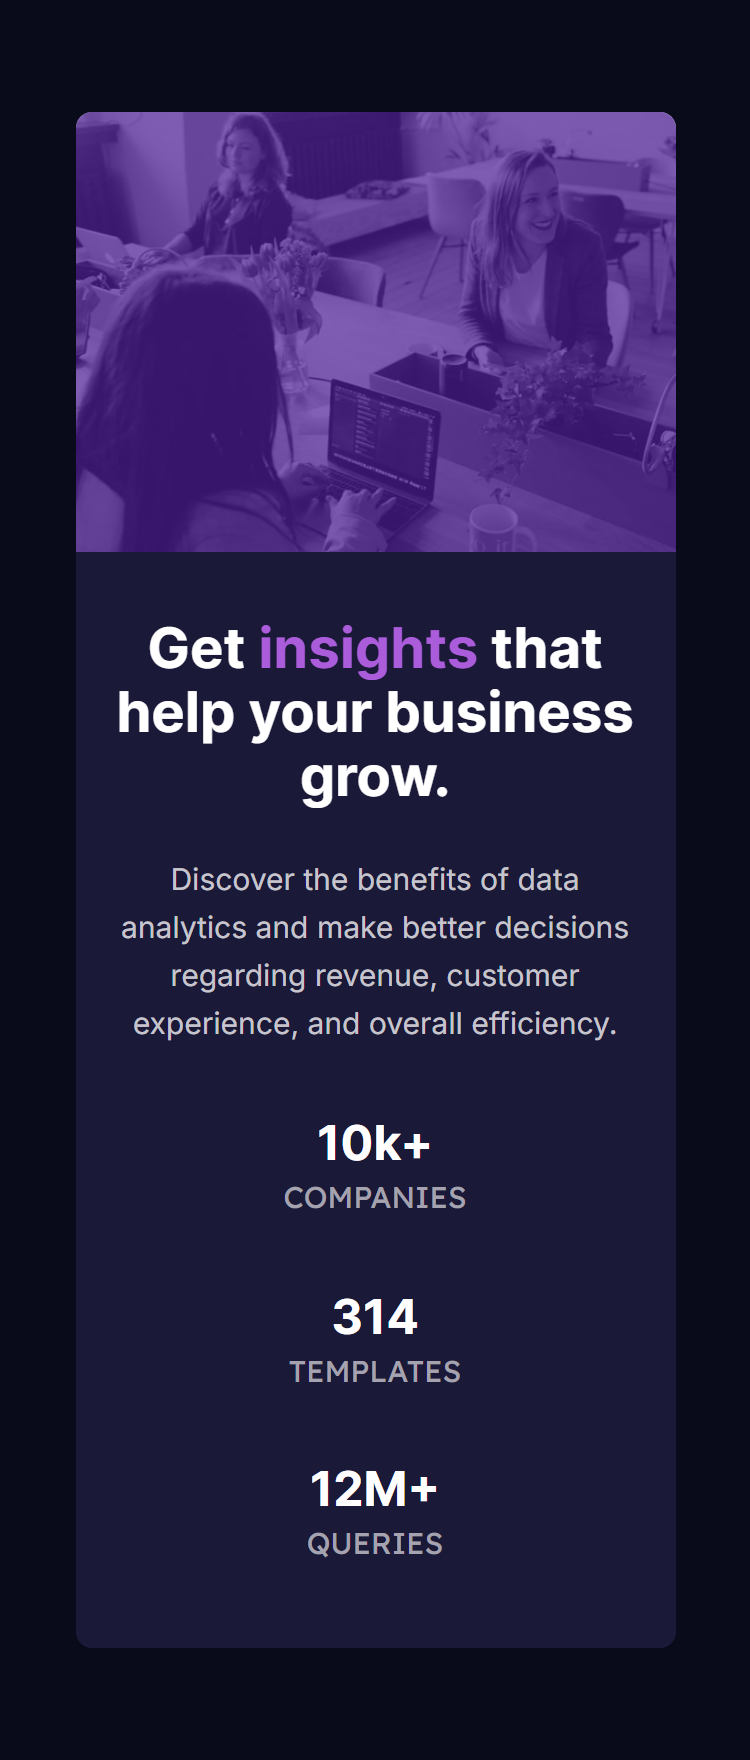 Get insights that
help your business
grow.
Discover the benefits of data
analytics and make better decisions
regarding revenue, customer
experience, and overall efficiency.
10k+
COMPANIES
314
TEMPLATES
12M+
QUERIES